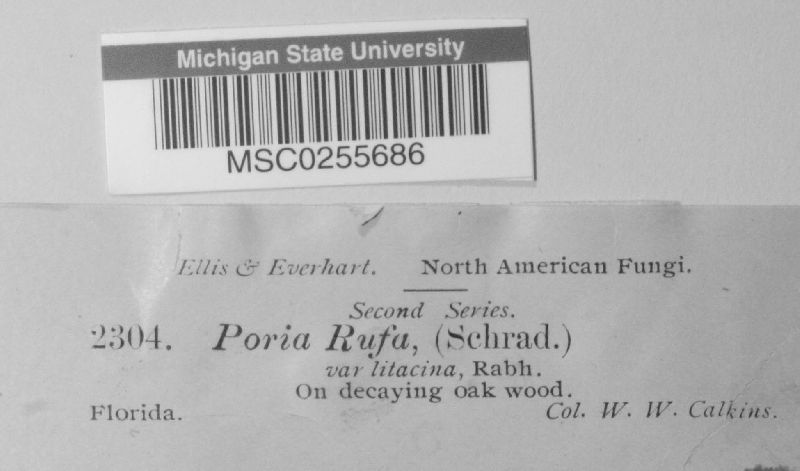 Michigan State University
MSC0255686
Ellis & Everhart. North American Fungi.
Second Series.
2304. Poria Rufa, (Schrad.)
var litacina, Rabh.
On decaying oak wood.
Florida. Col. W. W. Calkins.